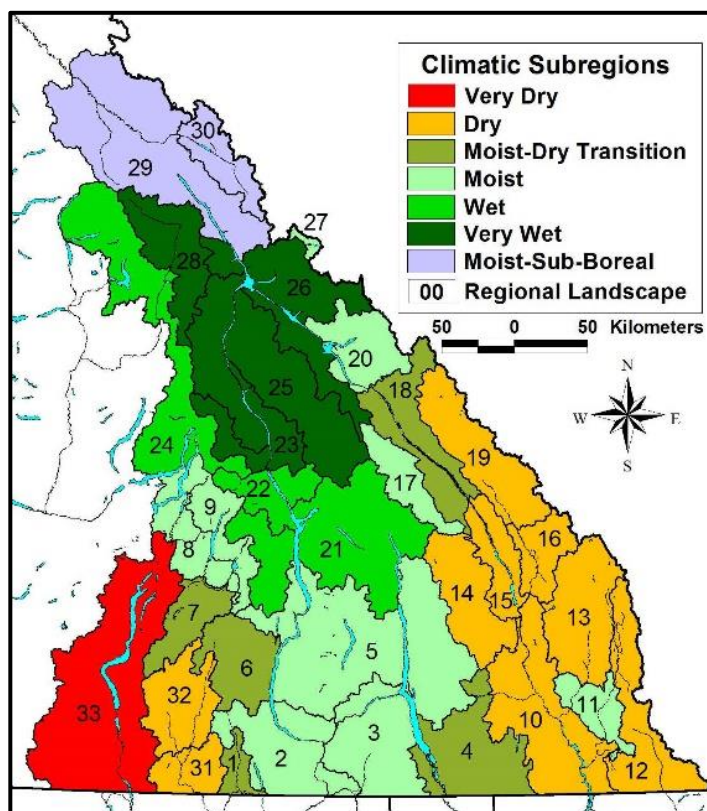 Climatic Subregions
Very Dry
Dry
Moist-Dry Transition
Moist
Wet
Very Wet
Moist-Sub-Boreal
00 Regional Landscape
50 0 50 Kilometers
N
W E
S
30
29
27
28
26
20
25
18
23
19
24
17
22
9
16
21
8
14
15
13
7
5
6
32
11
33
10
2
3
4
31
1
12